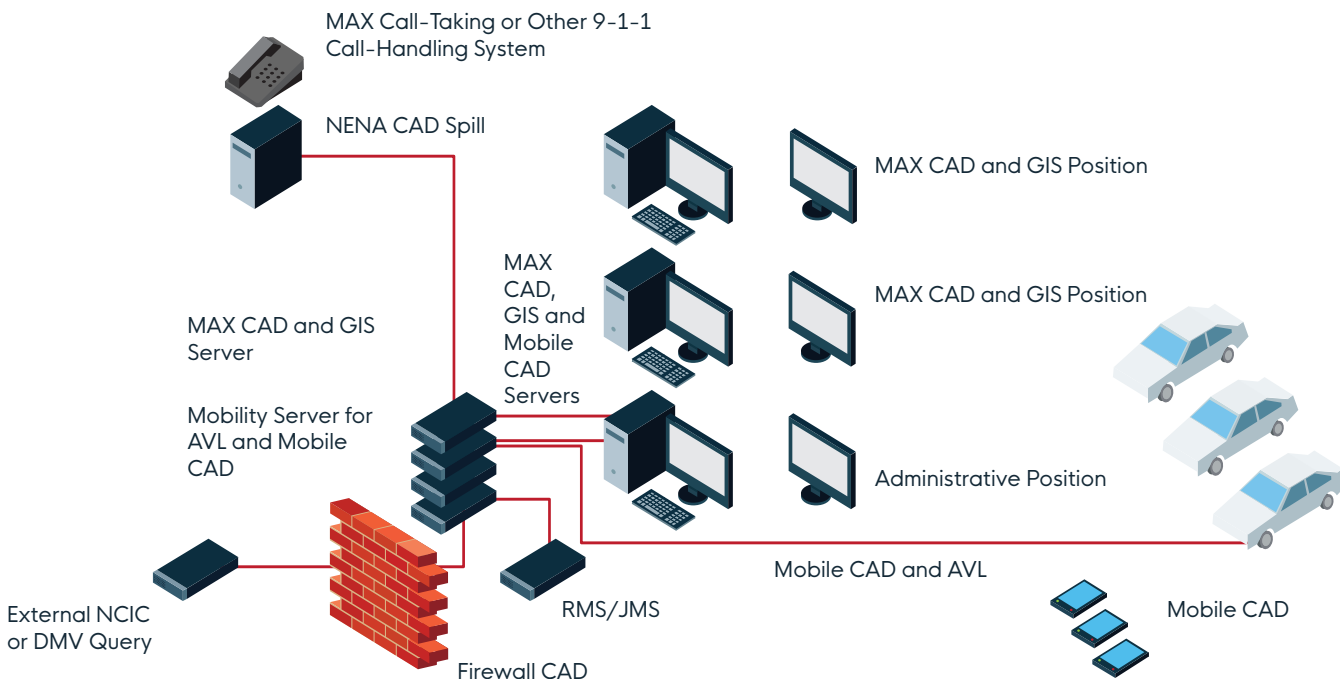 MAX Call-Taking or Other 9-1-1
Call-Handling System
NENA CAD Spill
MAX CAD and GIS Position
MAX
CAD,
GIS and
Mobile
CAD
Servers
MAX CAD and GIS Position
MAX CAD and GIS
Server
Mobility Server for
AVL and Mobile
CAD
Administrative Position
Mobile CAD and AVL
External NCIC
or DMV Query
RMS/JMS
Mobile CAD
Firewall CAD